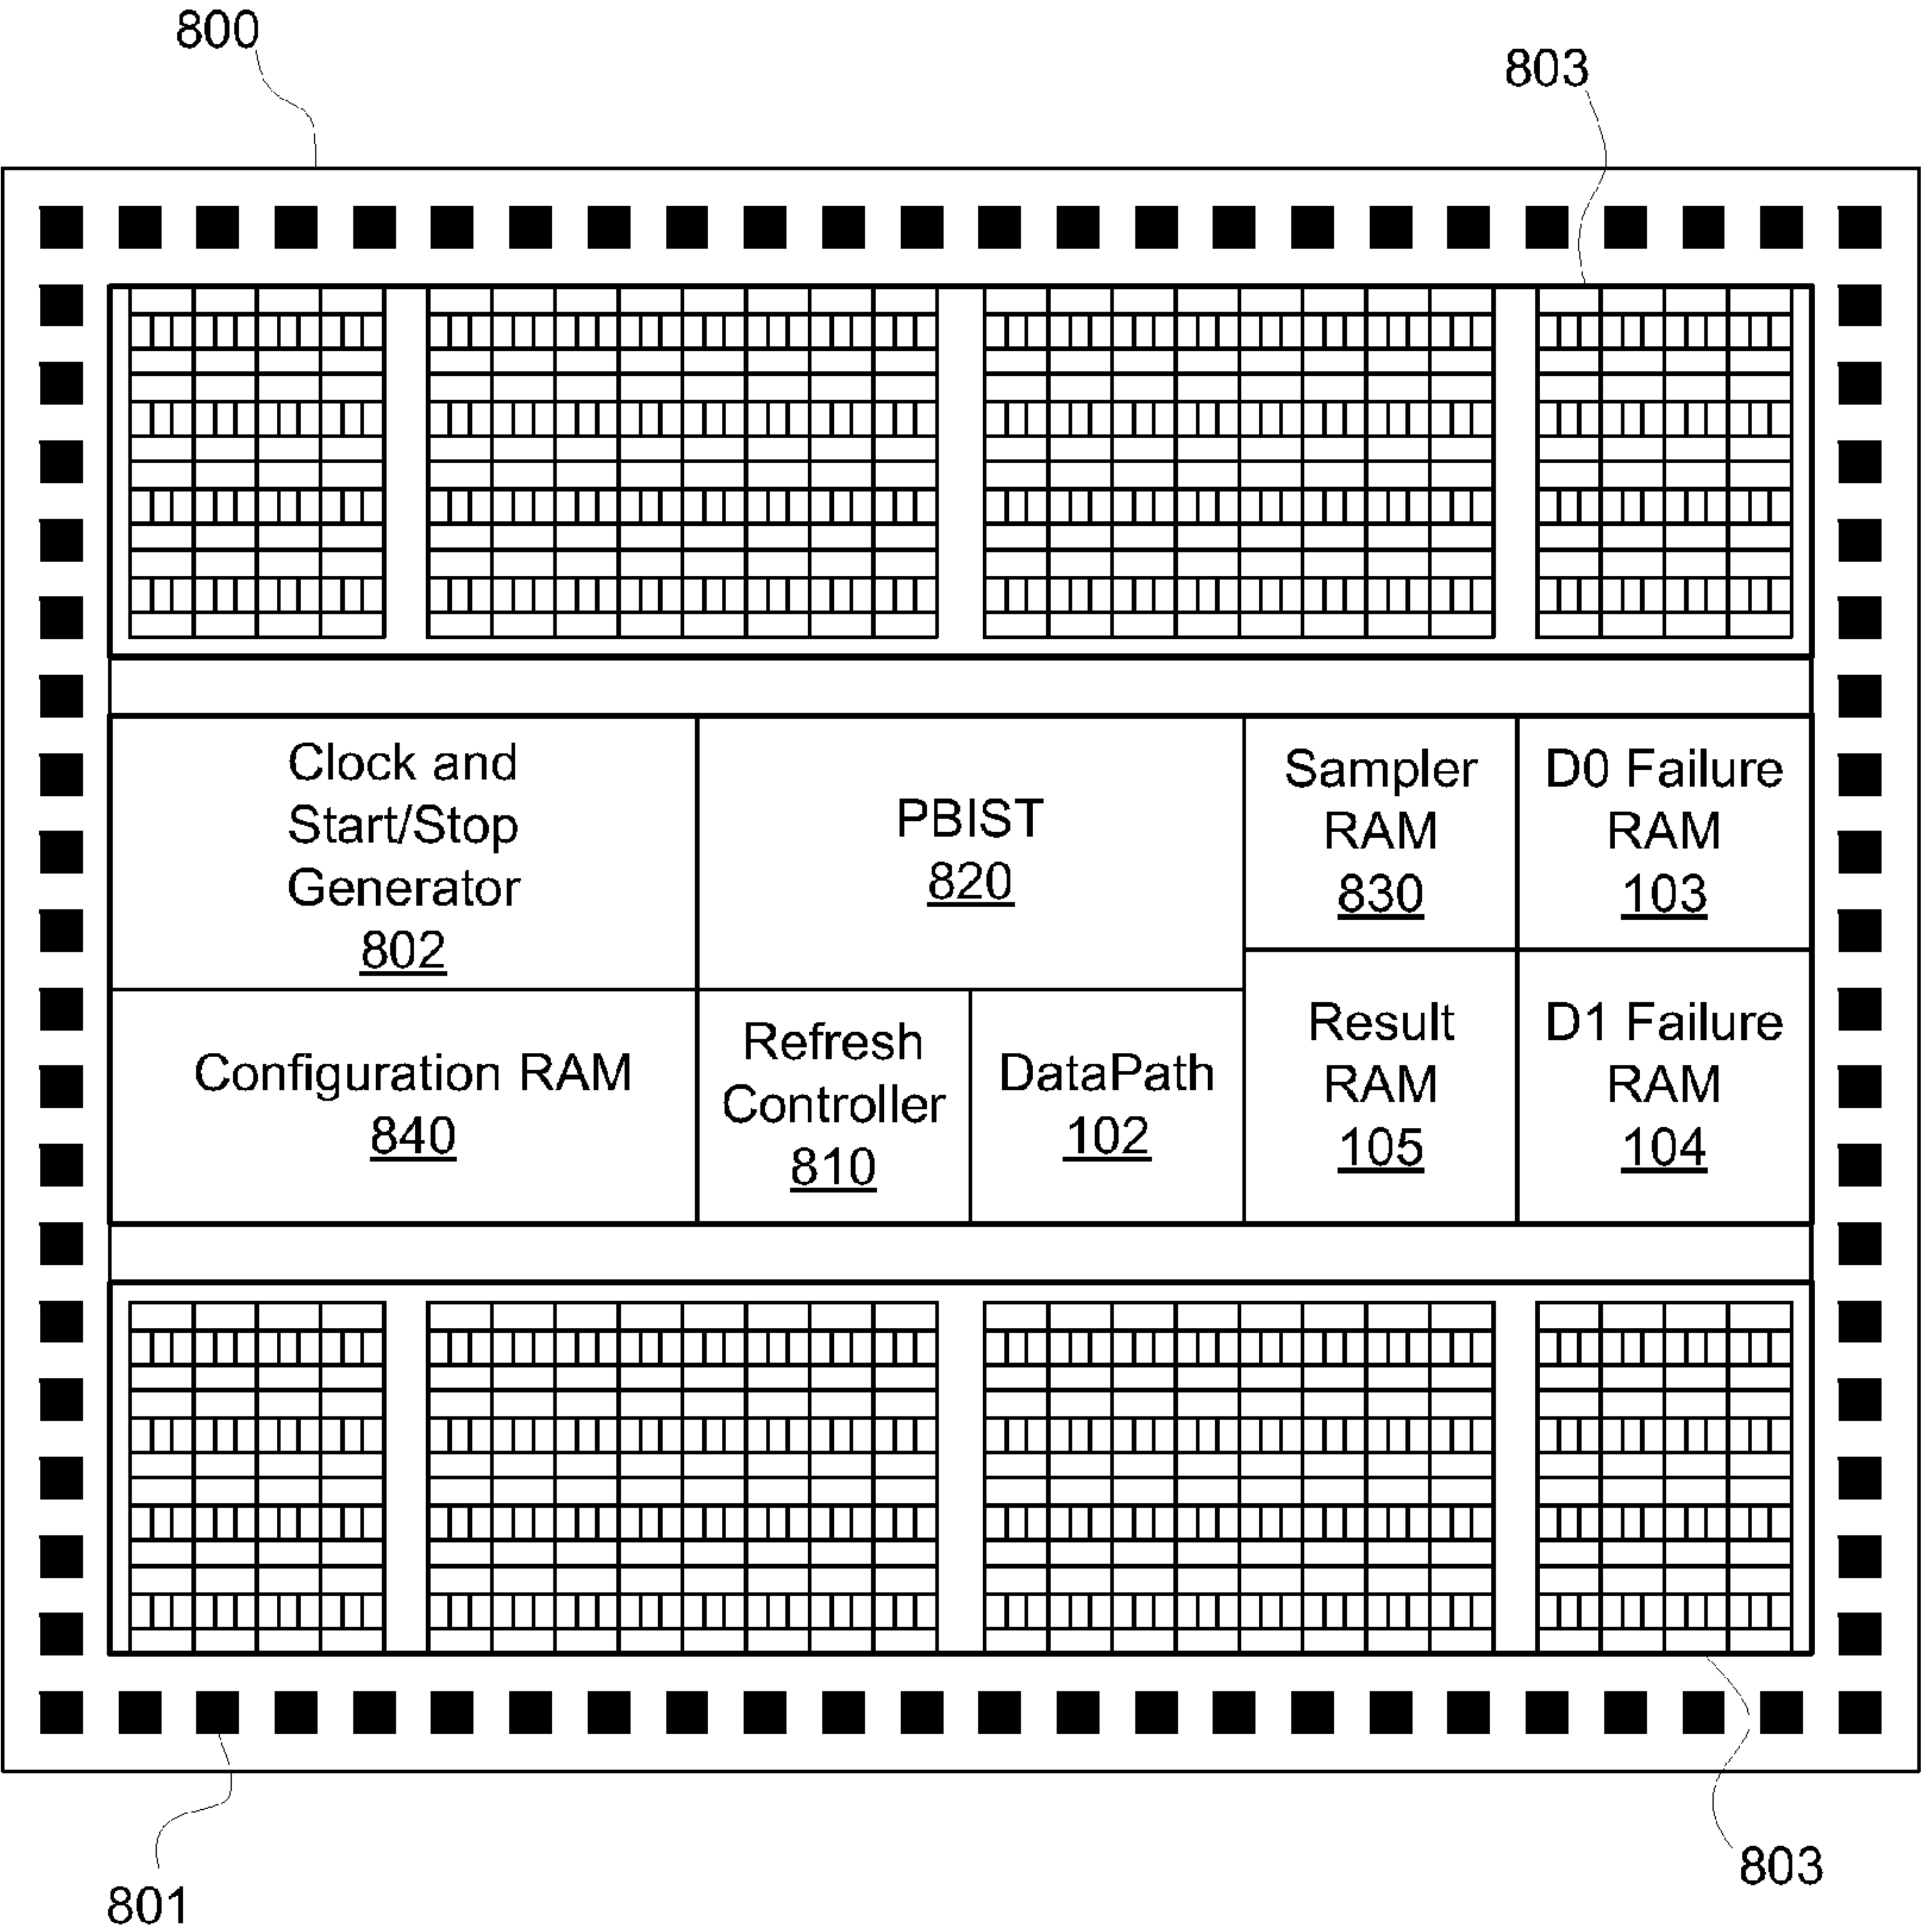 800
803
Clock and
Start/Stop
Generator
802
PBIST
820
Sampler
RAM
830
D0 Failure
RAM
103
Configuration RAM
840
Refresh
Controller
810
DataPath
102
Result
RAM
105
D1 Failure
RAM
104
801
803